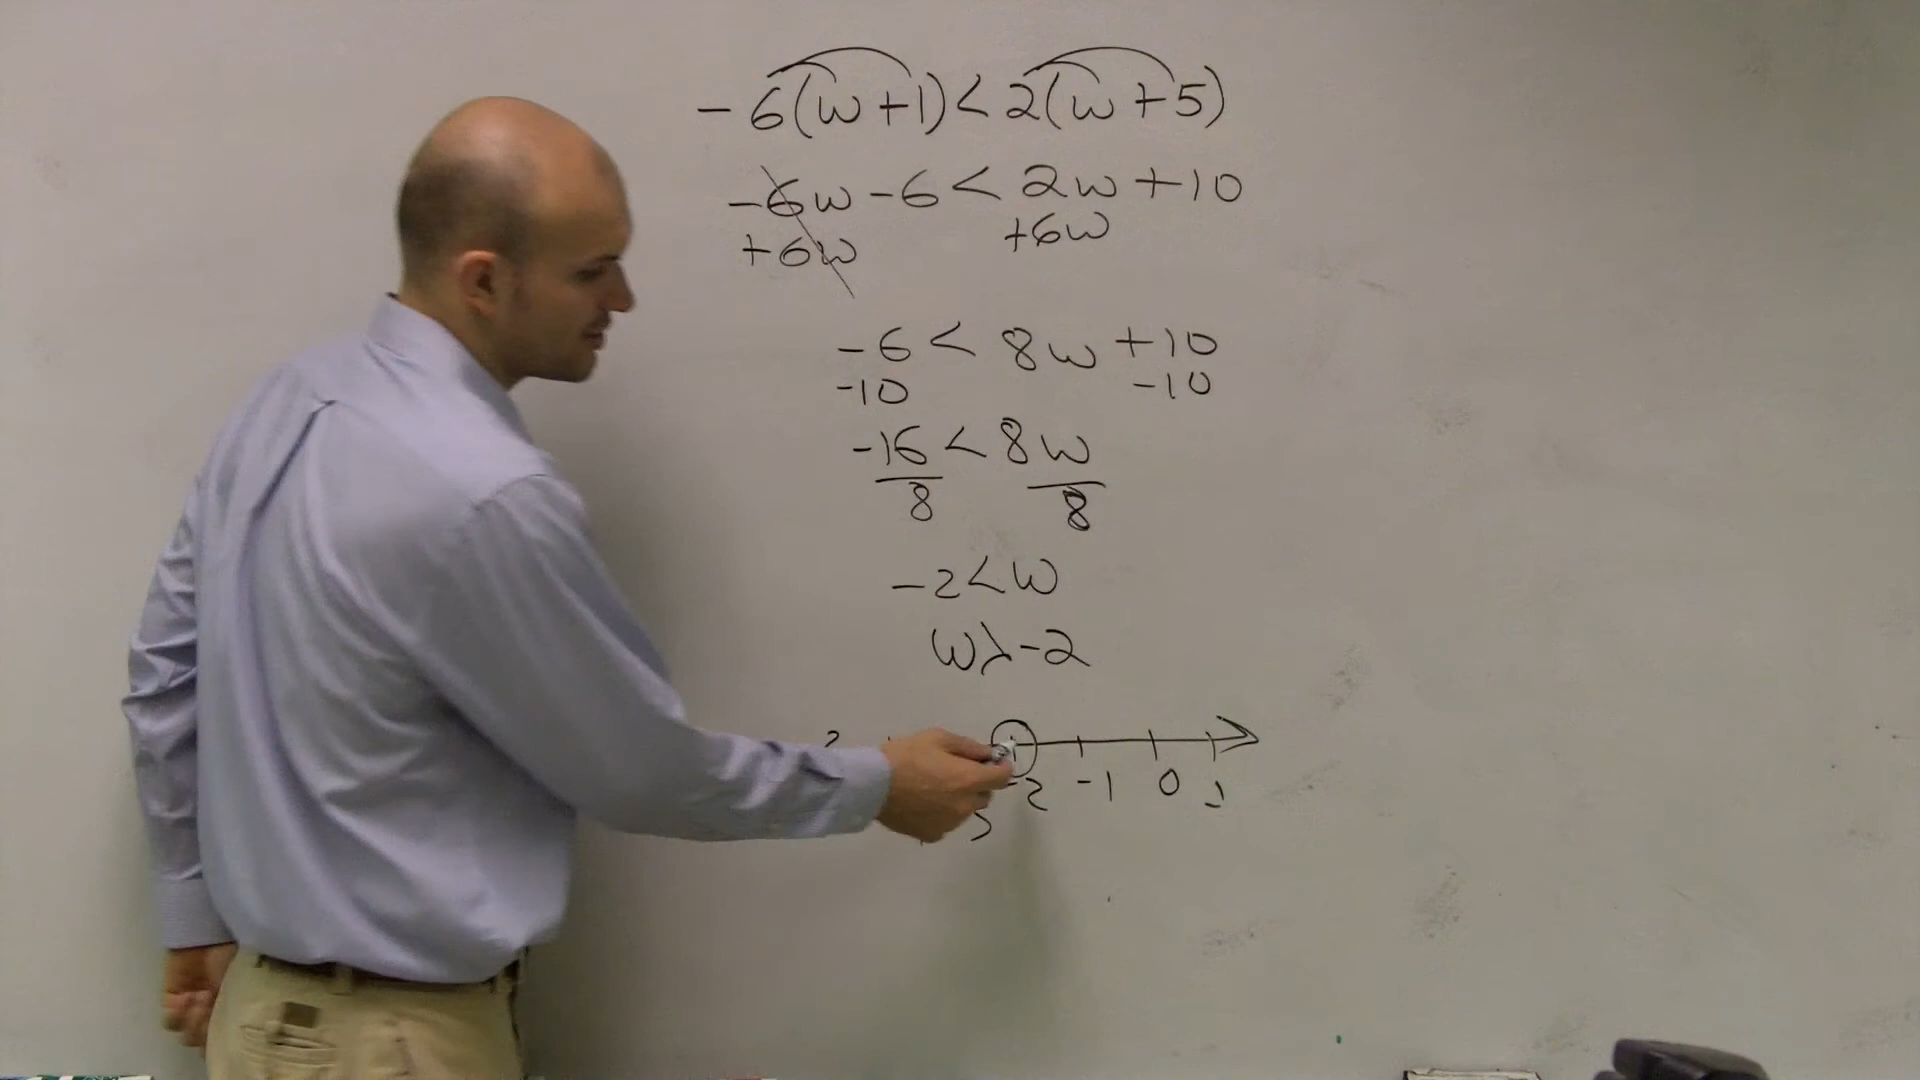 -6(w+1)<2(w+5)
-6w-6<2w+10
+6w +6w
-6<8w+10
-10 -10
-16<8w
8 8
-2<w
w>-2
-2 -1 0 1